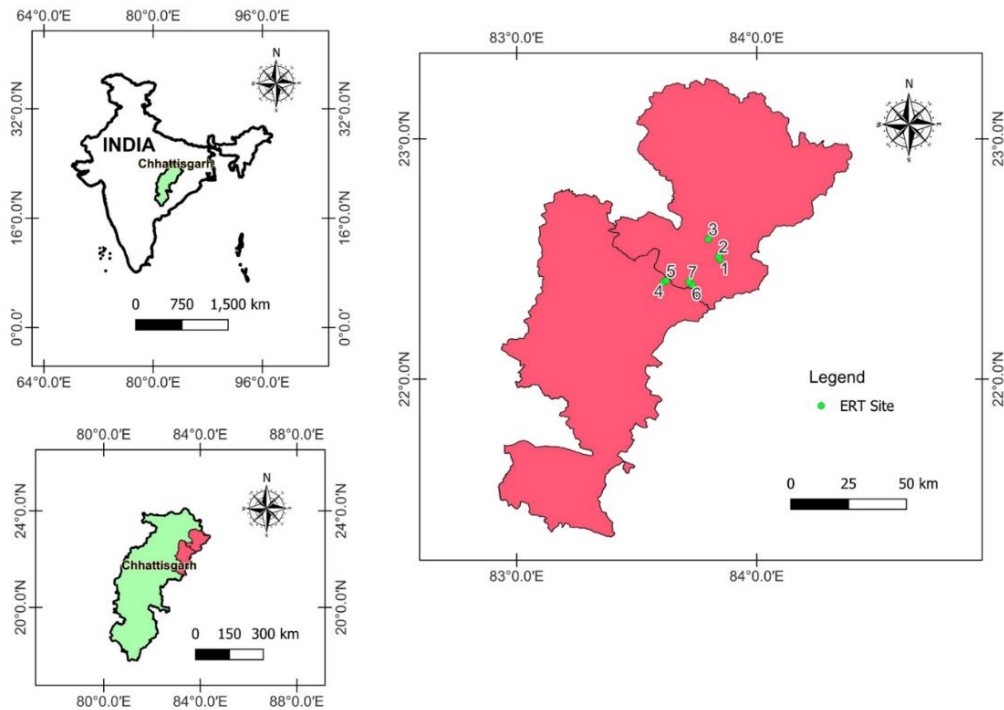 64°0.0'E 80°0.0'E 96°0.0'E
32°0.0'N 32°0.0'N
N
INDIA
Chhattisgarh
16°0.0'N 16°0.0'N
0 750 1,500 km
0°0.0' 0°0.0'
64°0.0'E 80°0.0'E 96°0.0'E
80°0.0'E 84°0.0'E 88°0.0'E
N
24°0.0'N 24°0.0'N
Chhattisgarh
20°0.0'N 20°0.0'N
0 150 300 km
80°0.0'E 84°0.0'E 88°0.0'E
83°0.0'E 84°0.0'E
N
23°0.0'N 23°0.0'N
3
2
1
5
7
4
6
22°0.0'N 22°0.0'N
Legend
ERT Site
0 25 50 km
83°0.0'E 84°0.0'E